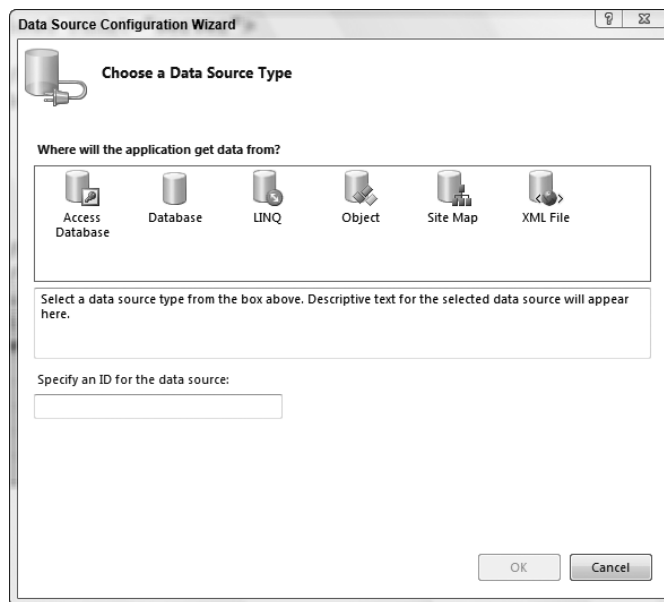 Data Source Configuration Wizard
Choose a Data Source Type
Where will the application get data from?
Access
Database
Database
LINQ
Object
Site Map
XML File
Select a data source type from the box above. Descriptive text for the selected data source will appear
here.
Specify an ID for the data source:
OK
Cancel